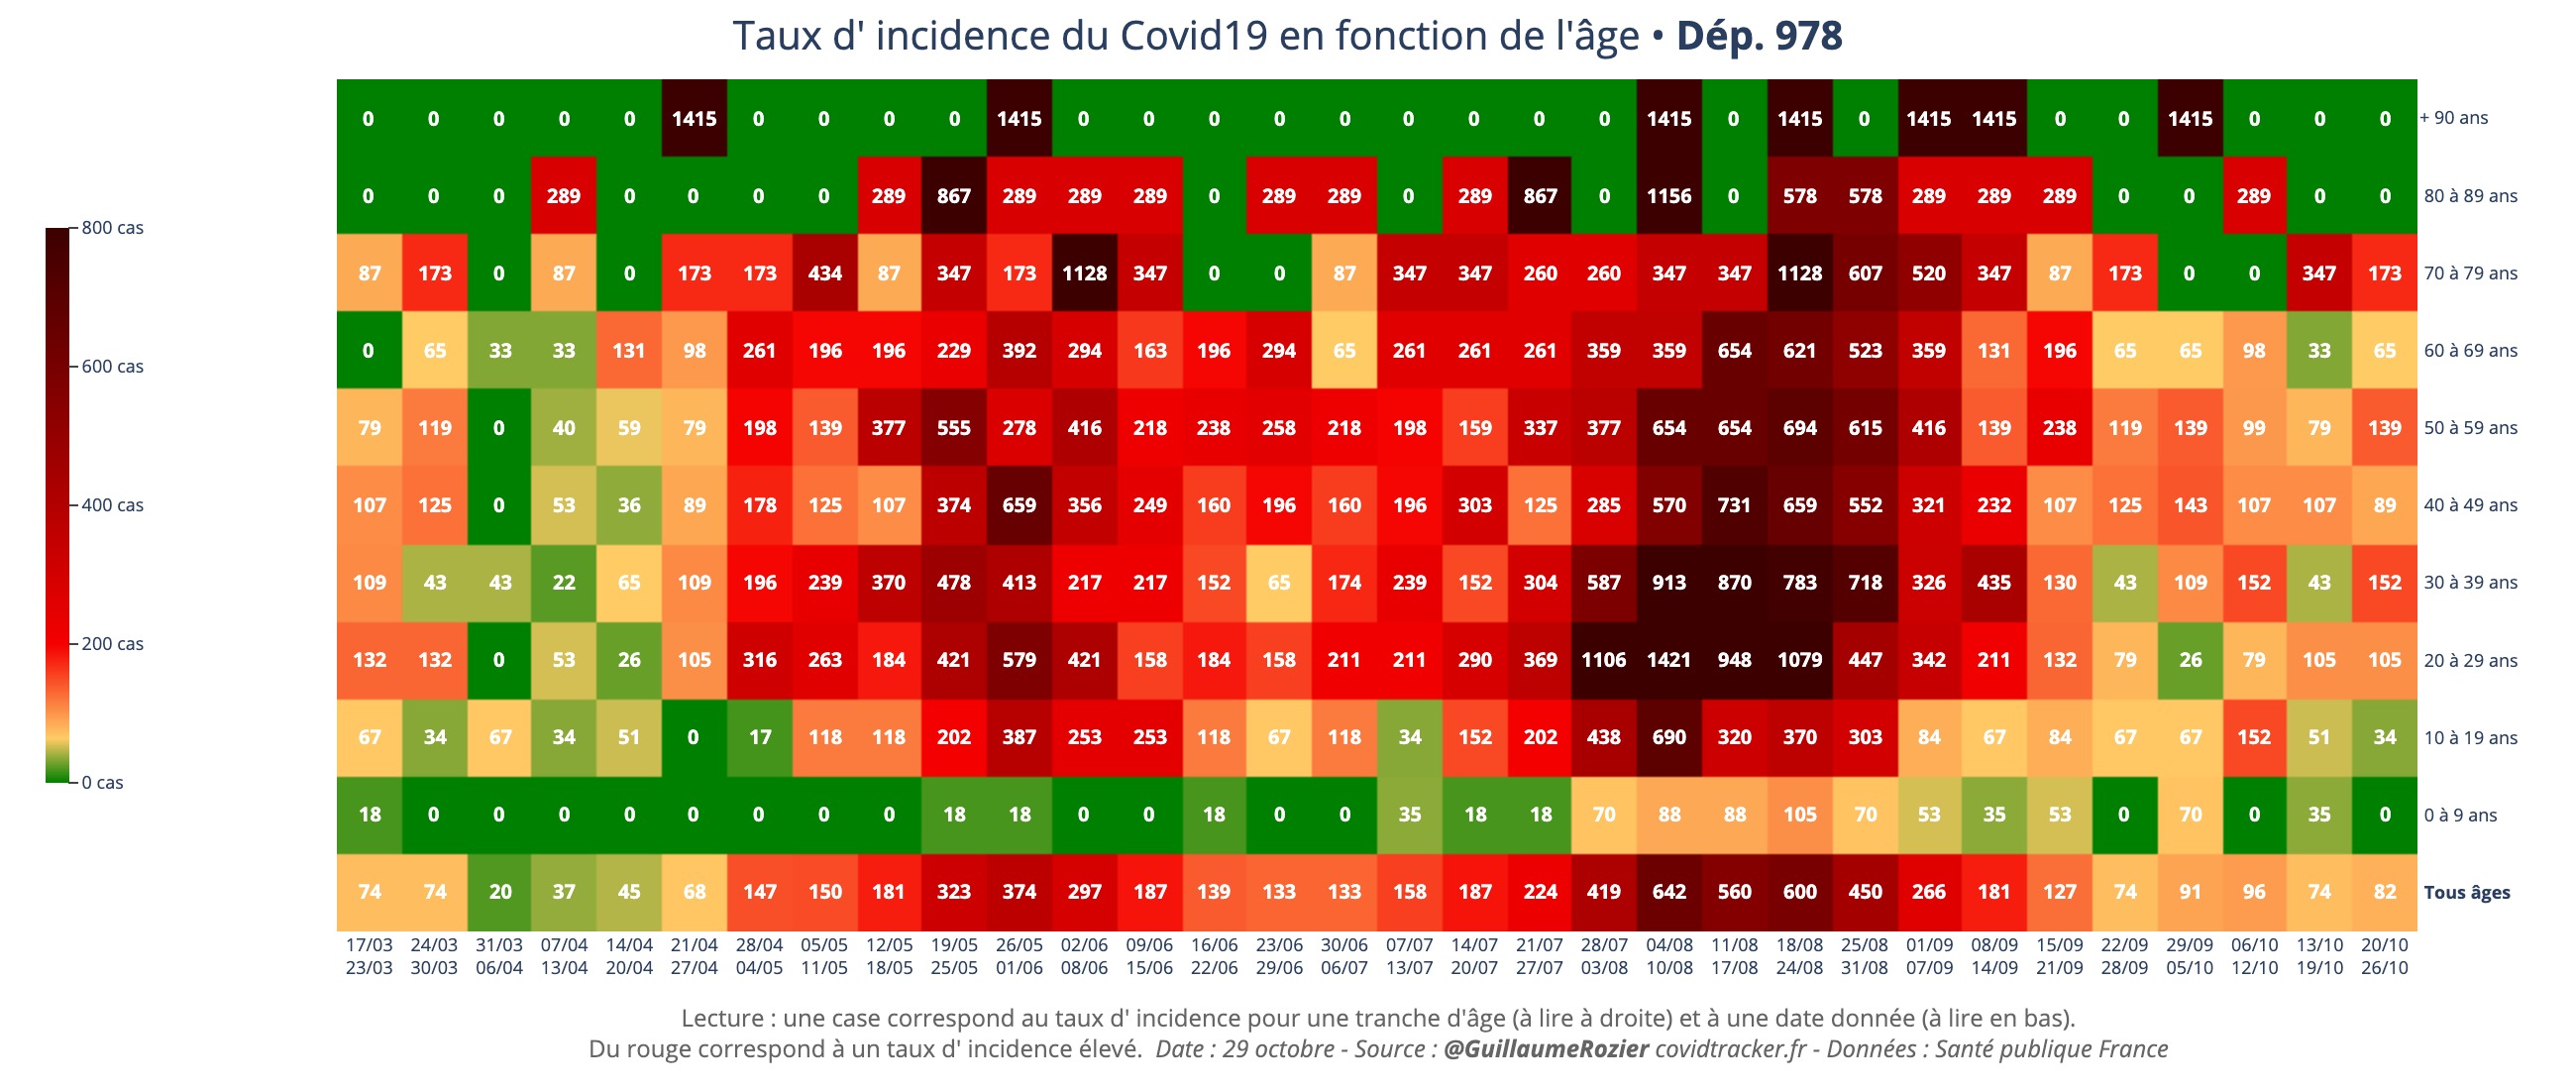 Taux d' incidence du Covid19 en fonction de l'âge • Dép. 978
0 0 0 0 0 1415 0 0 0 0 1415 0 0 0 0 0 0 0 0 0 1415 0 1415 0 1415 1415 0 0 1415 0 0 0 + 90 ans
0 0 0 289 0 0 0 0 289 867 289 289 289 0 289 289 0 289 867 0 1156 0 578 578 289 289 289 0 0 289 0 0 80 à 89 ans
87 173 0 87 0 173 173 434 87 347 173 1128 347 0 0 87 347 347 260 260 347 347 1128 607 520 347 87 173 0 0 347 173 70 à 79 ans
0 65 33 33 131 98 261 196 196 229 392 294 163 196 294 65 261 261 261 359 359 654 621 523 359 131 196 65 65 98 33 65 60 à 69 ans
79 119 0 40 59 79 198 139 377 555 278 416 218 238 258 218 198 159 337 377 654 654 694 615 416 139 238 119 139 99 79 139 50 à 59 ans
107 125 0 53 36 89 178 125 107 374 659 356 249 160 196 160 196 303 125 285 570 731 659 552 321 232 107 125 143 107 107 89 40 à 49 ans
109 43 43 22 65 109 196 239 370 478 413 217 217 152 65 174 239 152 304 587 913 870 783 718 326 435 130 43 109 152 43 152 30 à 39 ans
132 132 0 53 26 105 316 263 184 421 579 421 158 184 158 211 211 290 369 1106 1421 948 1079 447 342 211 132 79 26 79 105 105 20 à 29 ans
67 34 67 34 51 0 17 118 118 202 387 253 253 118 67 118 34 152 202 438 690 320 370 303 84 67 84 67 67 152 51 34 10 à 19 ans
18 0 0 0 0 0 0 0 0 18 18 0 0 18 0 0 35 18 18 70 88 88 105 70 53 35 53 0 70 0 35 0 0 à 9 ans
74 74 20 37 45 68 147 150 181 323 374 297 187 139 133 133 158 187 224 419 642 560 600 450 266 181 127 74 91 96 74 82 Tous âges
17/03 24/03 31/03 07/04 14/04 21/04 28/04 05/05 12/05 19/05 26/05 02/06 09/06 16/06 23/06 30/06 07/07 14/07 21/07 28/07 04/08 11/08 18/08 25/08 01/09 08/09 15/09 22/09 29/09 06/10 13/10 20/10
23/03 30/03 06/04 13/04 20/04 27/04 04/05 11/05 18/05 25/05 01/06 08/06 15/06 22/06 29/06 06/07 13/07 20/07 27/07 03/08 10/08 17/08 24/08 31/08 07/09 14/09 21/09 28/09 05/10 12/10 19/10 26/10
800 cas
600 cas
400 cas
200 cas
0 cas
Lecture : une case correspond au taux d' incidence pour une tranche d'âge (à lire à droite) et à une date donnée (à lire en bas).
Du rouge correspond à un taux d' incidence élevé. Date : 29 octobre - Source : @GuillaumeRozier covidtracker.fr - Données : Santé publique France